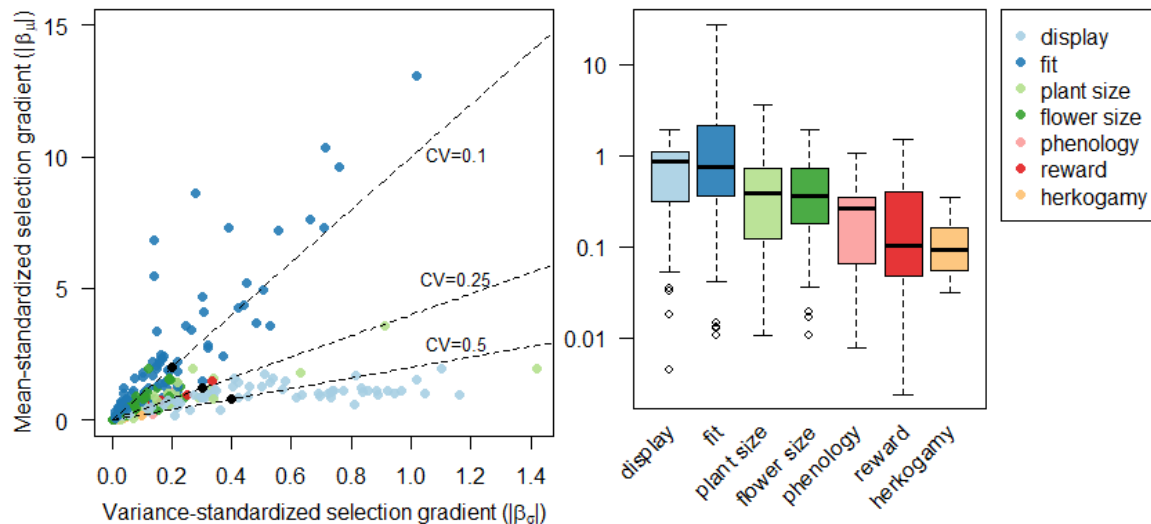 Mean-standardized selection gradient (|βμ|)
15
10
5
0
CV=0.1
CV=0.25
CV=0.5
0.0 0.2 0.4 0.6 0.8 1.0 1.2 1.4
Variance-standardized selection gradient (|βσ|)
10
1
0.1
0.01
display
fit
plant size
flower size
phenology
reward
herkogamy
display
fit
plant size
flower size
phenology
reward
herkogamy